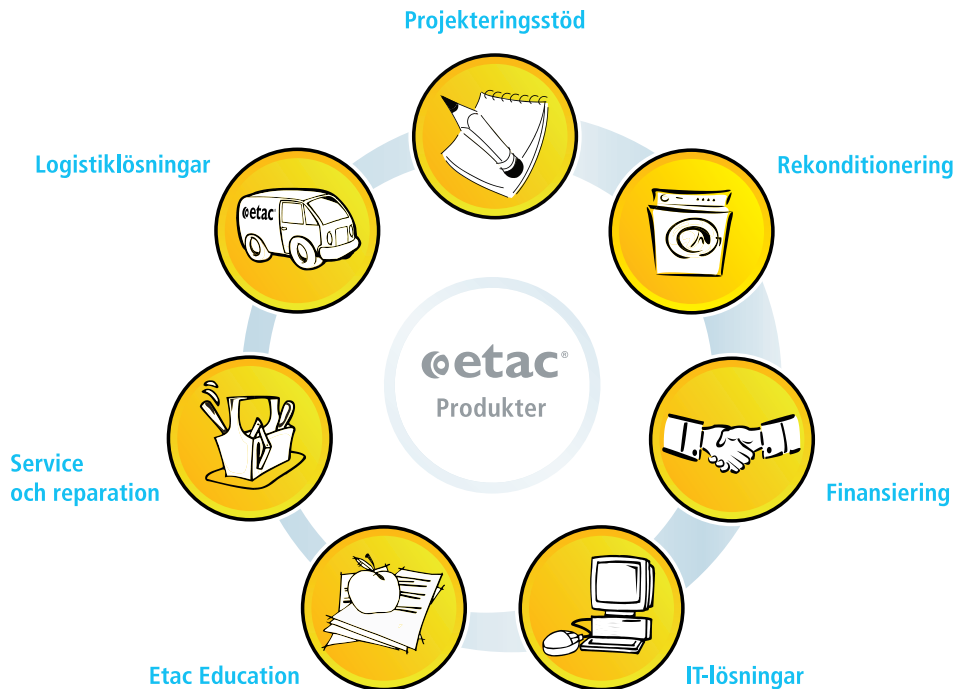 Projekteringsstöd
Logistiklösningar
Rekonditionering
etac
etac®
Produkter
Service
och reparation
Finansiering
Etac Education
IT-lösningar